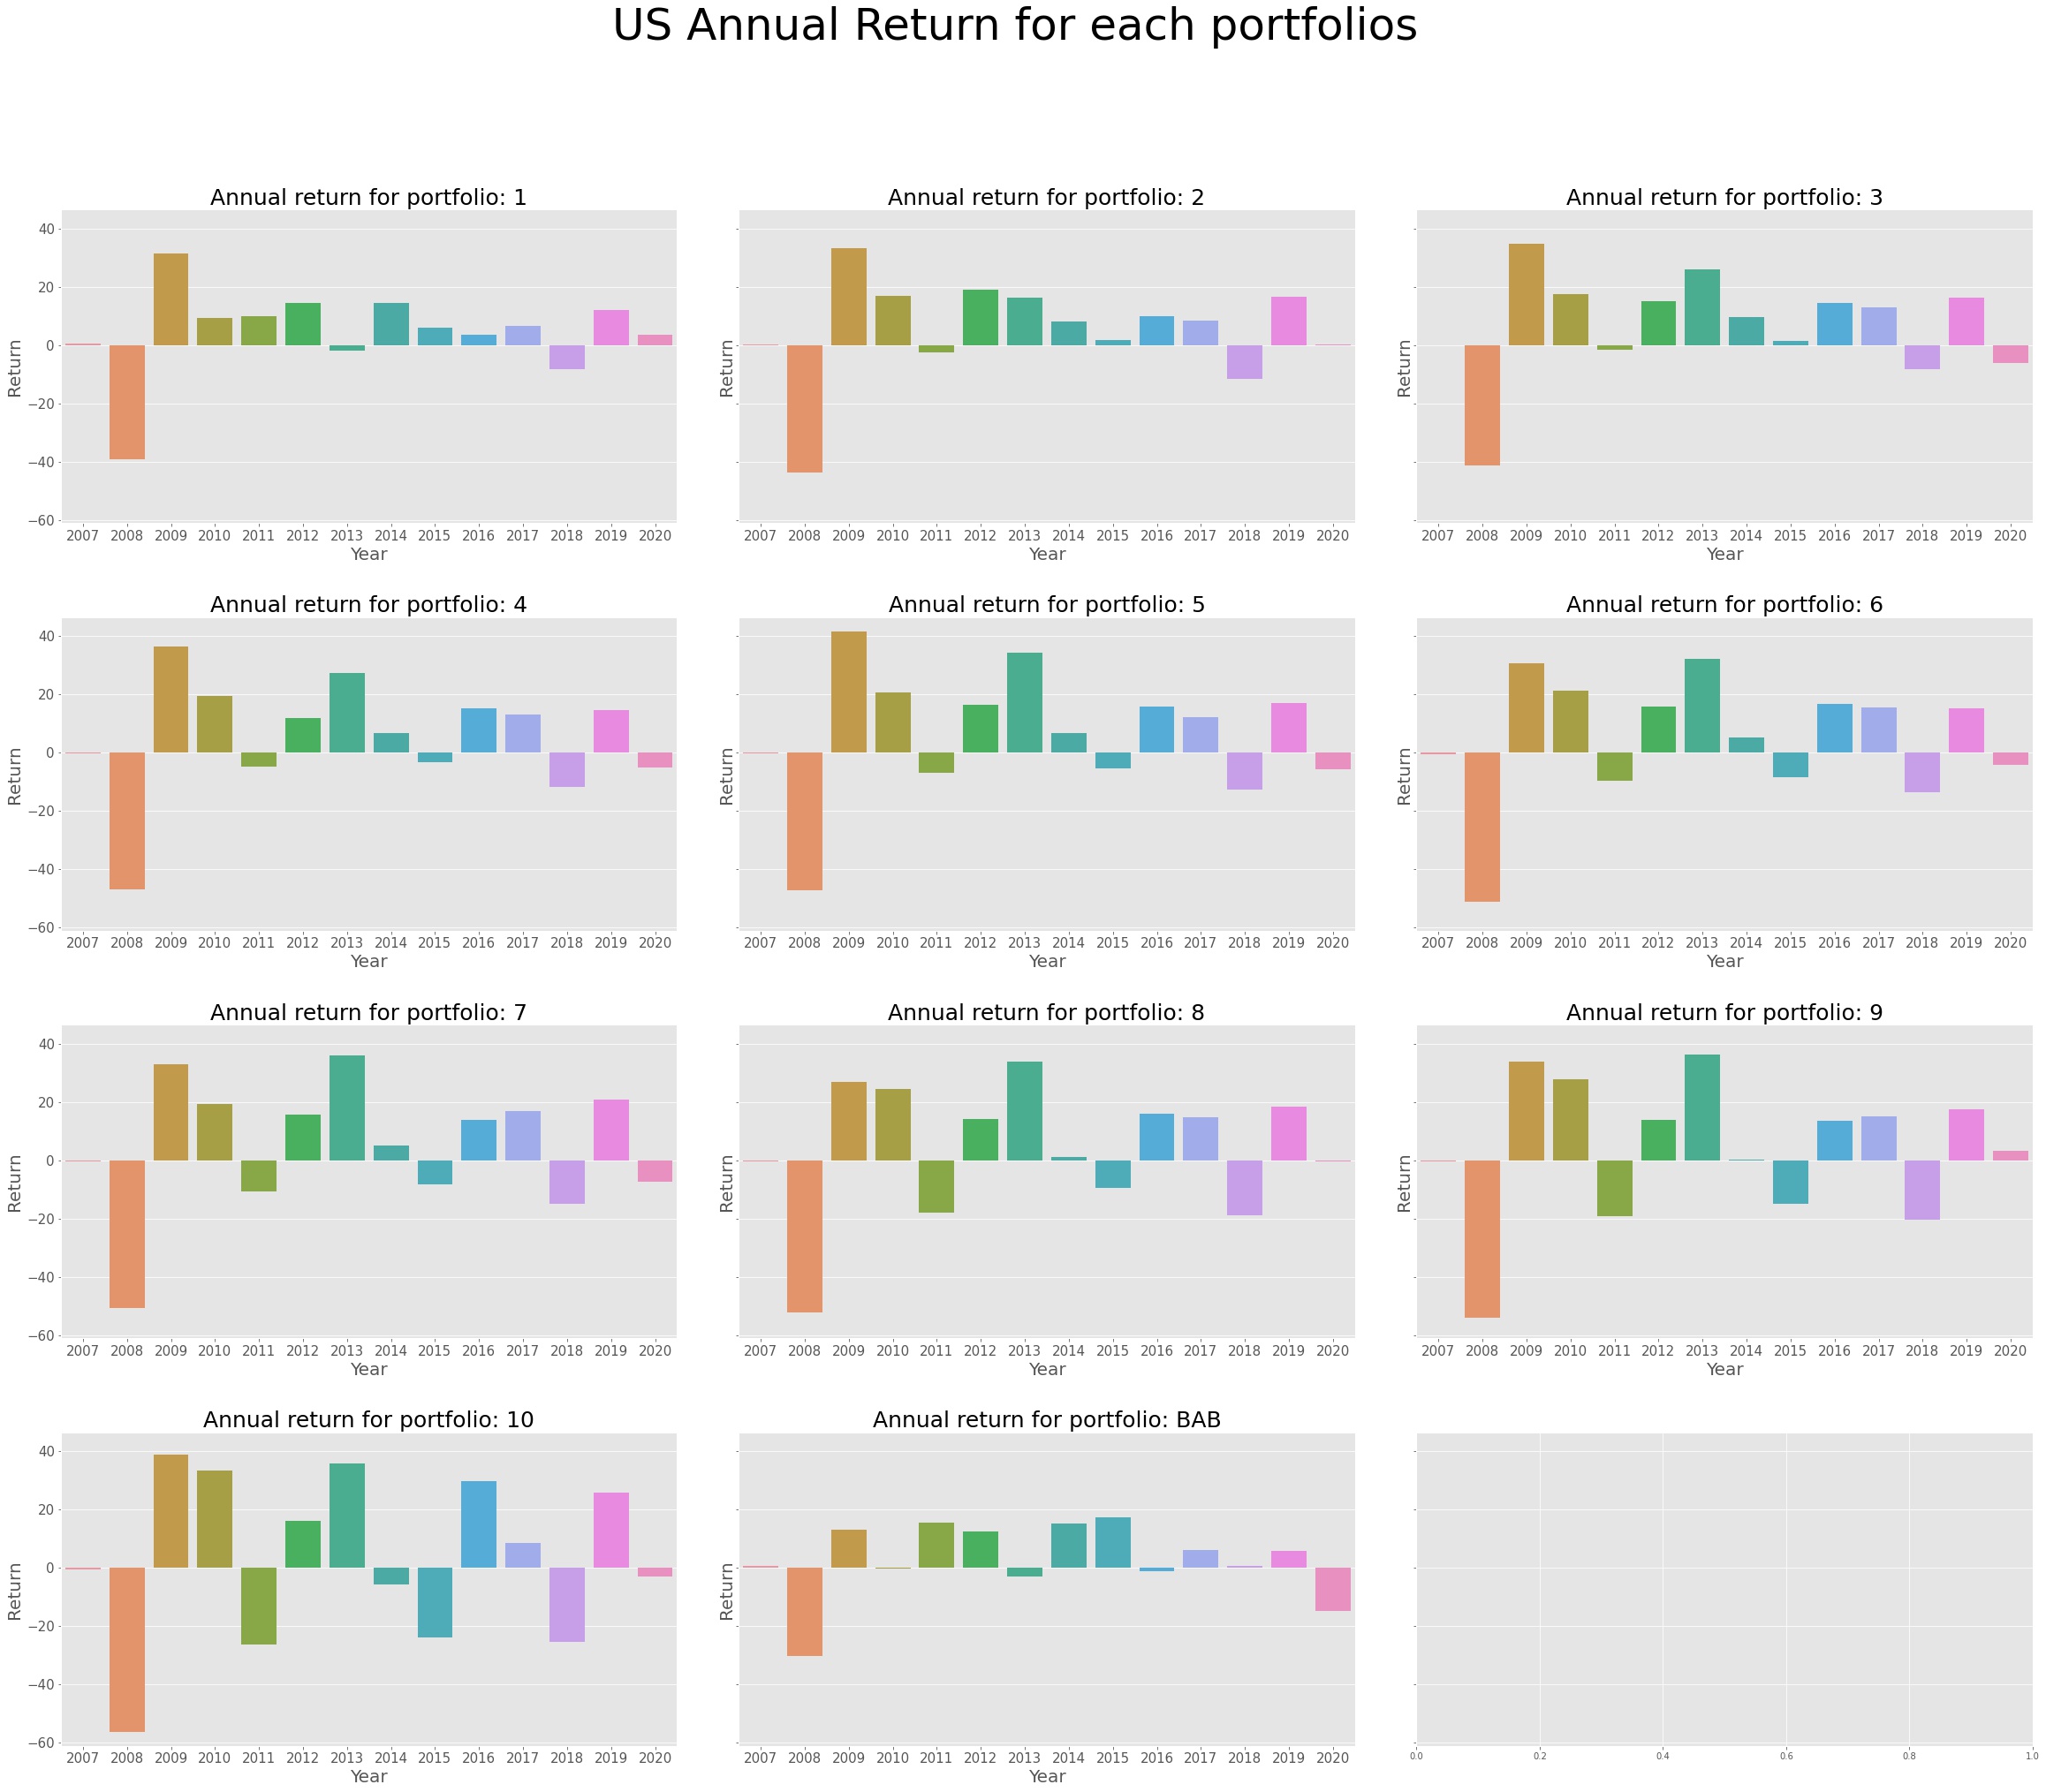 US Annual Return for each portfolios
Annual return for portfolio: 1
Annual return for portfolio: 2
Annual return for portfolio: 3
40
20
0
−20
−40
−60
Return
Return
Return
2007 2008 2009 2010 2011 2012 2013 2014 2015 2016 2017 2018 2019 2020
2007 2008 2009 2010 2011 2012 2013 2014 2015 2016 2017 2018 2019 2020
2007 2008 2009 2010 2011 2012 2013 2014 2015 2016 2017 2018 2019 2020
Year
Year
Year
Annual return for portfolio: 4
Annual return for portfolio: 5
Annual return for portfolio: 6
40
20
0
−20
−40
−60
Return
Return
Return
2007 2008 2009 2010 2011 2012 2013 2014 2015 2016 2017 2018 2019 2020
2007 2008 2009 2010 2011 2012 2013 2014 2015 2016 2017 2018 2019 2020
2007 2008 2009 2010 2011 2012 2013 2014 2015 2016 2017 2018 2019 2020
Year
Year
Year
Annual return for portfolio: 7
Annual return for portfolio: 8
Annual return for portfolio: 9
40
20
0
−20
−40
−60
Return
Return
Return
2007 2008 2009 2010 2011 2012 2013 2014 2015 2016 2017 2018 2019 2020
2007 2008 2009 2010 2011 2012 2013 2014 2015 2016 2017 2018 2019 2020
2007 2008 2009 2010 2011 2012 2013 2014 2015 2016 2017 2018 2019 2020
Year
Year
Year
Annual return for portfolio: 10
Annual return for portfolio: BAB
40
20
0
−20
−40
−60
Return
Return
2007 2008 2009 2010 2011 2012 2013 2014 2015 2016 2017 2018 2019 2020
2007 2008 2009 2010 2011 2012 2013 2014 2015 2016 2017 2018 2019 2020
0.0 0.2 0.4 0.6 0.8 1.0
Year
Year